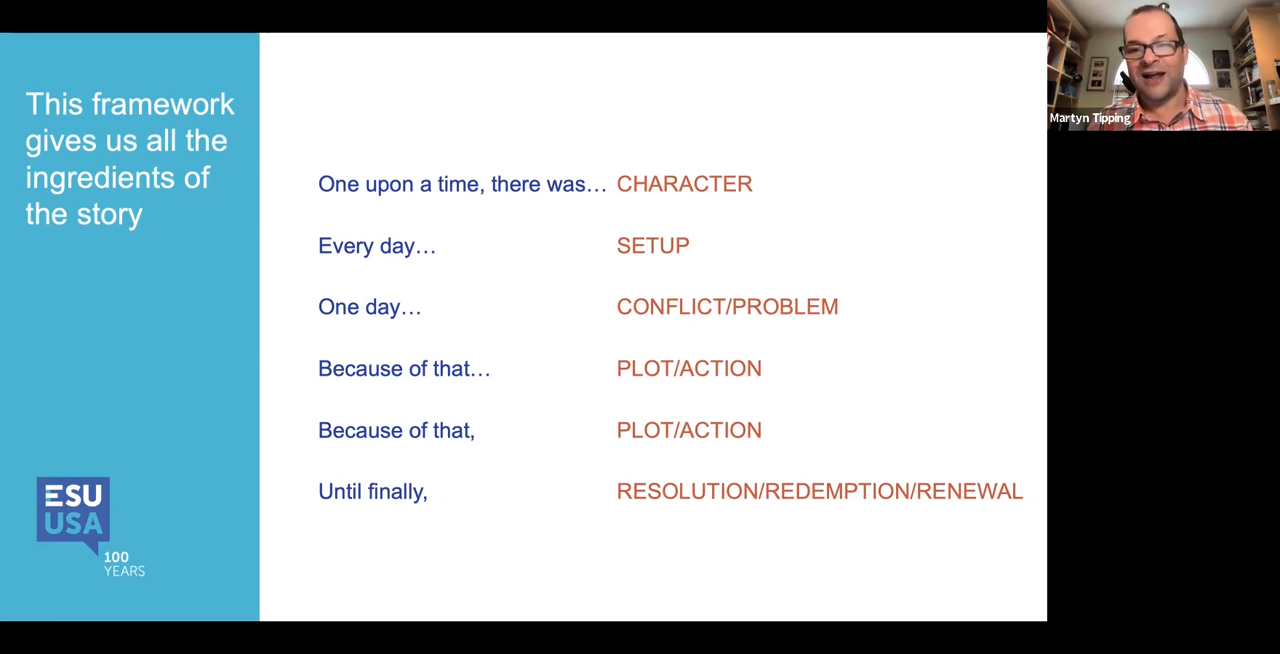 This framework
gives us all the
ingredients of
the story
One upon a time, there was… CHARACTER
Every day… SETUP
One day… CONFLICT/PROBLEM
Because of that… PLOT/ACTION
Because of that, PLOT/ACTION
Until finally, RESOLUTION/REDEMPTION/RENEWAL
ESU
USA
100
YEARS
Martyn Tipping